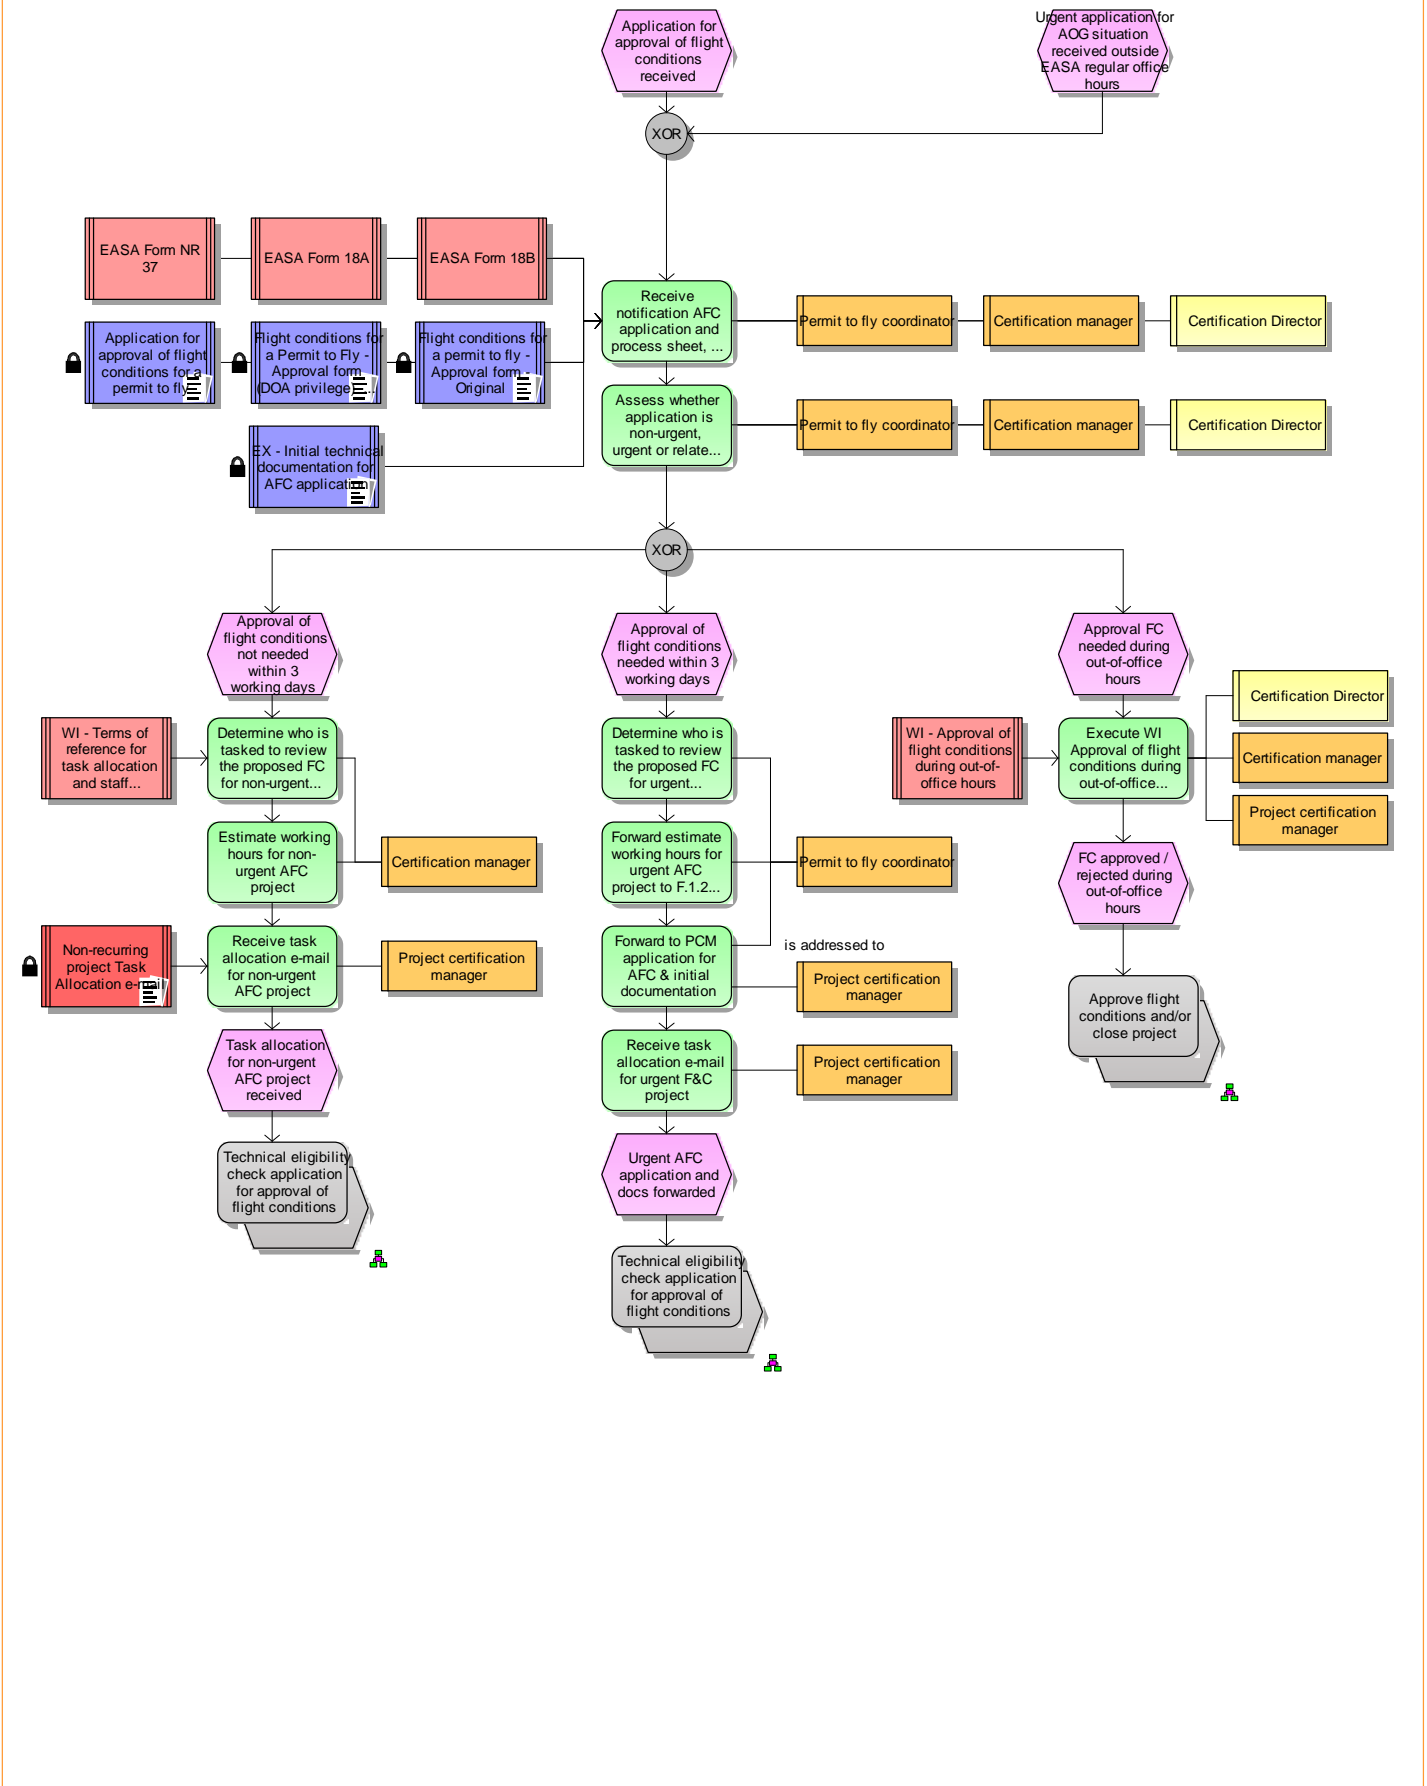 Application for
approval of flight
conditions
received
Urgent application for
AOG situation
received outside
EASA regular office
hours
XOR
EASA Form NR
37
EASA Form 18A
EASA Form 18B
Receive
notification AFC
application and
process sheet, ...
Permit to fly coordinator
Certification manager
Certification Director
Application for
approval of flight
conditions for a
permit to fly
Flight conditions for
a Permit to Fly -
Approval form
(DOA privilege) ...
Flight conditions for
a permit to fly -
Approval form -
Original
Assess whether
application is
non-urgent,
urgent or relate...
Permit to fly coordinator
Certification manager
Certification Director
EX - Initial technical
documentation for
AFC application
XOR
Approval of
flight conditions
not needed
within 3
working days
Approval of
flight conditions
needed within 3
working days
Approval FC
needed during
out-of-office
hours
Certification Director
WI - Terms of
reference for
task allocation
and staff...
Determine who is
tasked to review
the proposed FC
for non-urgent...
Determine who is
tasked to review
the proposed FC
for urgent...
WI - Approval of
flight conditions
during out-of-
office hours
Execute WI
Approval of flight
conditions during
out-of-office...
Certification manager
Project certification
manager
Estimate working
hours for non-
urgent AFC
project
Certification manager
Forward estimate
working hours for
urgent AFC
project to F.1.2...
Permit to fly coordinator
FC approved /
rejected during
out-of-office
hours
Non-recurring
project Task
Allocation e-mail
Receive task
allocation e-mail
for non-urgent
AFC project
Project certification
manager
Forward to PCM
application for
AFC & initial
documentation
is addressed to
Project certification
manager
Approve flight
conditions and/or
close project
Task allocation
for non-urgent
AFC project
received
Receive task
allocation e-mail
for urgent F&C
project
Project certification
manager
Technical eligibility
check application
for approval of
flight conditions
Urgent AFC
application and
docs forwarded
Technical eligibility
check application
for approval of
flight conditions